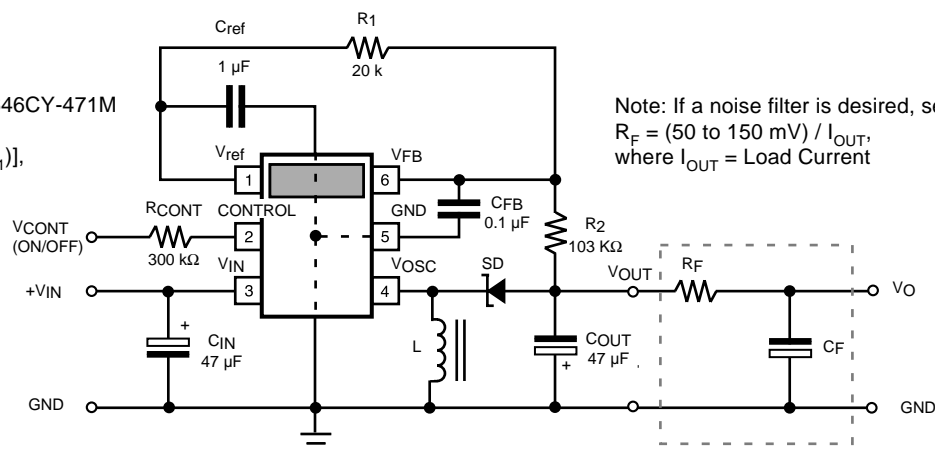 Cref
1 µF
R1
20 k
46CY-471M
1)],
Note: If a noise filter is desired, se
RF = (50 to 150 mV) / IOUT,
where IOUT = Load Current
Vref
VFB
1
6
CFB
0.1 µF
RCONT
CONTROL
GND
R2
103 KΩ
VCONT
(ON/OFF)
300 kΩ
2
5
VIN
VOSC
SD
VOUT
RF
+VIN
3
4
VO
+
CIN
47 µF
L
COUT
47 µF
+
CF
GND
GND